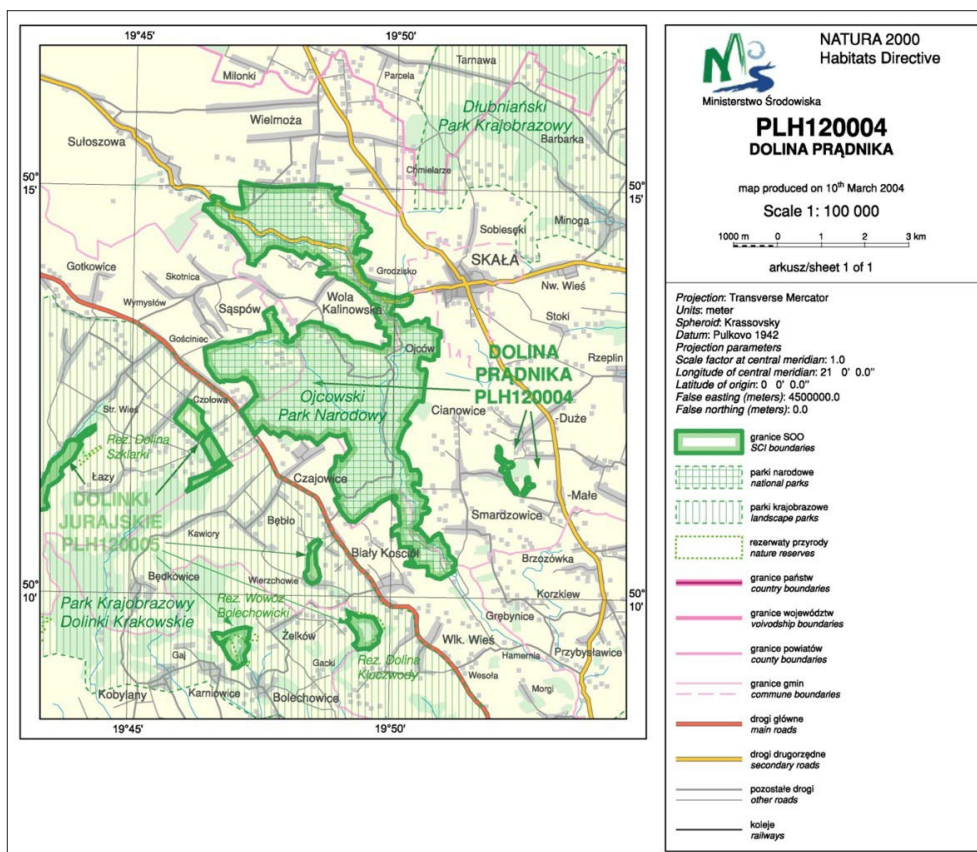 19°45'
19°50'
Tarnawa
Milonki
Parcela
Dłubniański
Park Krajobrazowy
Wielmoża
Barbarka
Sułoszowa
Chmielarze
50°
15'
50°
15'
Minoga
Sobiesęki
SKAŁA
Grodzisko
Gotkowice
Skotnica
Nw. Wieś
Wymysłów
Wola
Kalinowska
Sąspów
Stoki
Gościniec
Ojców
DOLINA
PRĄDNIKA
PLH120004
Rzeplin
Ojcowski
Park Narodowy
Czołowa
Str. Wieś
Cianowice
-Duże
Rez. Dolina
Szklarki
Łazy
Czajowice
-Małe
DOLINKI
JURAJSKIE
PLH120005
Smardzowice
Bębło
Kawiory
Biały Kościół
Brzozówka
Będkowice
Wierzchowie
50°
10'
50°
10'
Korzkiew
Park Krajobrazowy
Dolinki Krakowskie
Rez. Wowóz
Bolechowicki
Grębynice
Żelków
Wlk. Wieś
Hamernia
Przybysławice
Gaj
Gacki
Rez. Dolina
Kluczwody
Wesoła
Kobylany
Karniowice
Bolechowice
Morgi
19°45'
19°50'
Ministerstwo Środowiska
NATURA 2000
Habitats Directive
PLH120004
DOLINA PRĄDNIKA
map produced on 10th March 2004
Scale 1: 100 000
1000 m 0 1 2 3 km
arkusz/sheet 1 of 1
Projection: Transverse Mercator
Units: meter
Spheroid: Krassovsky
Datum: Pulkovo 1942
Projection parameters
Scale factor at central meridian: 1.0
Longitude of central meridian: 21 0' 0.0"
Latitude of origin: 0 0' 0.0"
False easting (meters): 4500000.0
False northing (meters): 0.0
granice SOO
SCI boundaries
parki narodowe
national parks
parki krajobrazowe
landscape parks
rezerwaty przyrody
nature reserves
granice państw
country boundaries
granice województw
voivodship boundaries
granice powiatów
county boundaries
granice gmin
commune boundaries
drogi główne
main roads
drogi drugorzędne
secondary roads
pozostałe drogi
other roads
koleje
railways